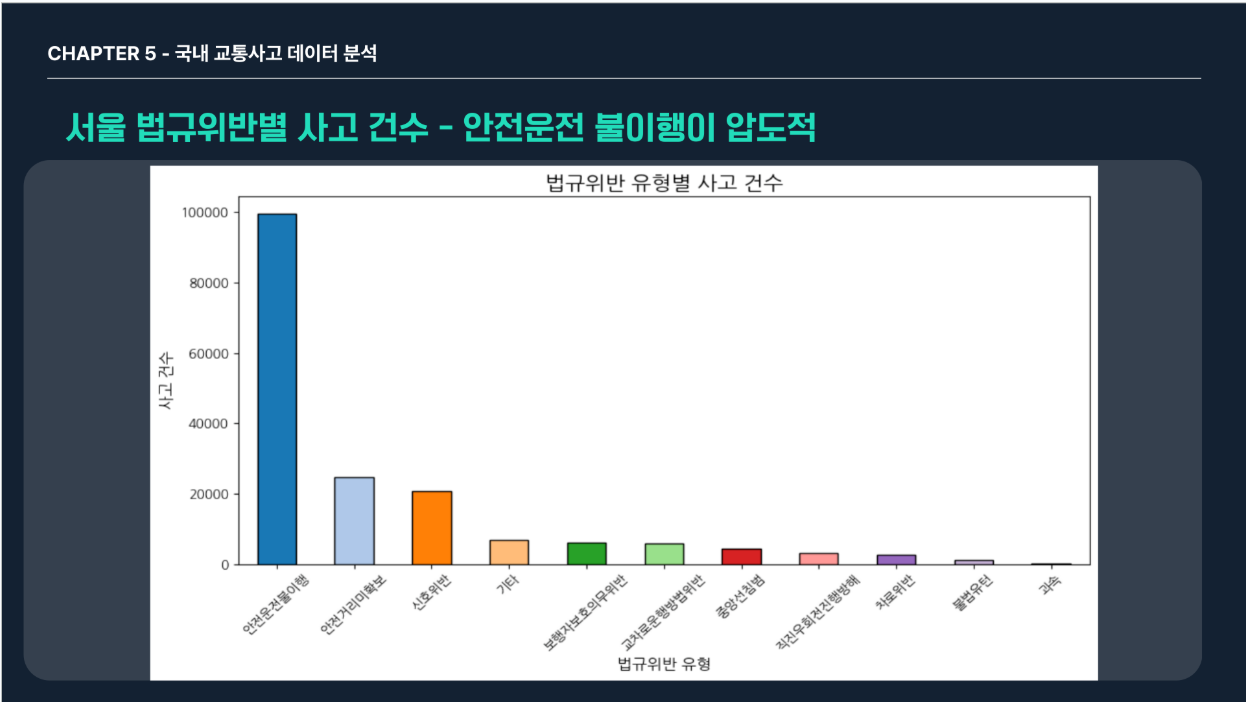 CHAPTER 5 - 국내 교통사고 데이터 분석
서울 법규위반별 사고 건수 - 안전운전 불이행이 압도적
법규위반 유형별 사고 건수
100000
80000
60000
40000
20000
0
사고 건수
안전운전불이행
안전거리미확보
신호위반
기타
보행자보호의무위반
교차로운행방법위반
중앙선침범
직진우회전진행방해
차로위반
불법유턴
과속
법규위반 유형